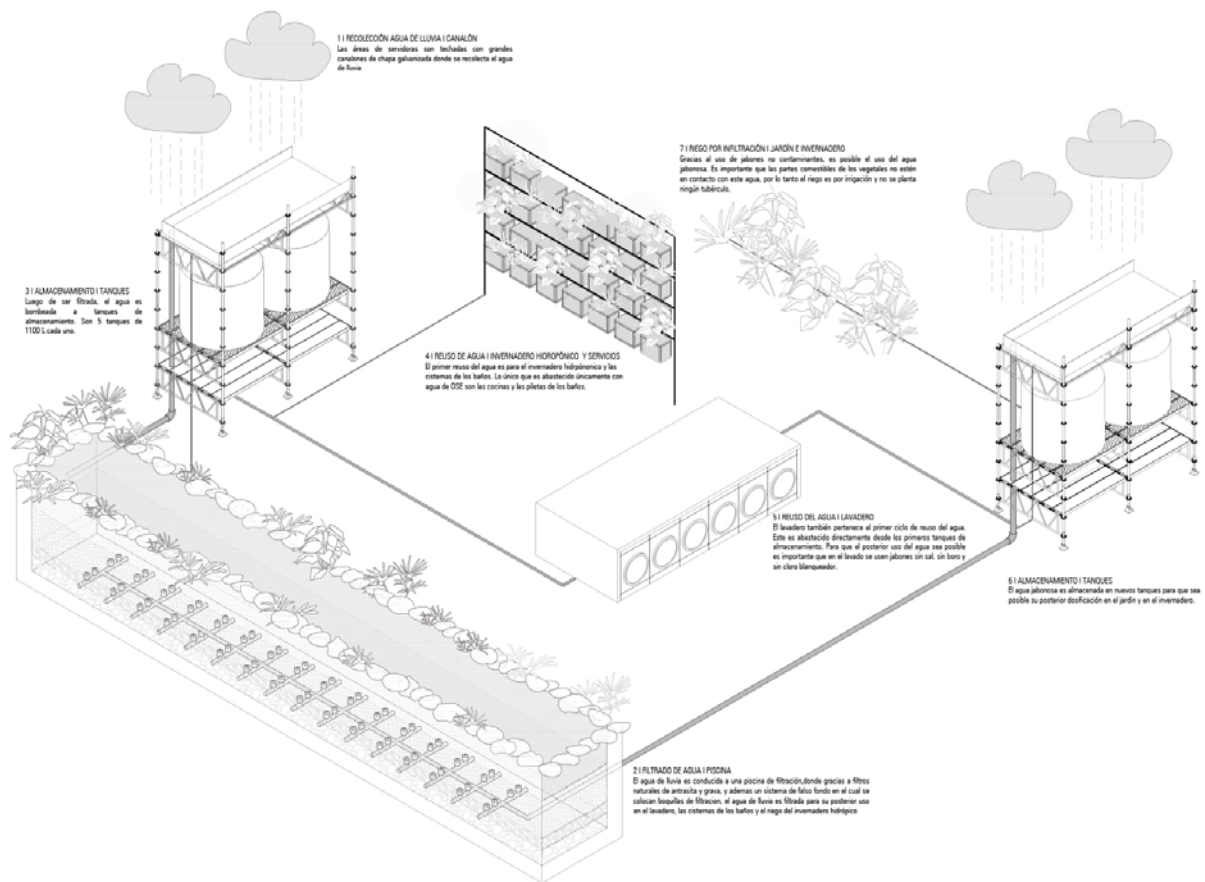 1 I RECOLECCIÓN AGUA DE LLUVIA I CANALÓN
Las áreas de servidoras son techadas con grandes
canalones de chapa galvanizada donde se recolecta el agua
de lluvia
7 I RIEGO POR INFILTRACIÓN I JARDÍN E INVERNADERO
Gracias al uso de jabones no contaminantes, es posible el uso del agua
jabonosa. Es importante que las partes comestibles de los vegetales no estén
en contacto con este agua, por lo tanto el riego es por irrigación y no se planta
ningún tubérculo.
3 I ALMACENAMIENTO I TANQUES
Luego de ser filtrada, el agua es
bombeada a tanques de
almacenamiento. Son 5 tanques de
1100 L cada uno.
4 I REUSO DE AGUA I INVERNADERO HIDROPÓNICO Y SERVICIOS
El primer reuso del agua es para el invernadero hidrpónonico y las
cisternas de los baños. Lo único que es abastecido únicamente con
agua de OSE son las cocinas y las piletas de los baños.
5 I REUSO DEL AGUA I LAVADERO
El lavadero también pertenece al primer ciclo de reuso del agua.
Este es abastecido directamente desde los primeros tanques de
almacenamiento. Para que el posterior uso del agua sea posible
es importante que en el lavado se usen jabones sin sal, sin boro y
sin cloro blanqueador.
6 I ALMACENAMIENTO I TANQUES
El agua jabonosa es almacenada en nuevos tanques para que sea
posible su posterior dosificación en el jardín y en el invernadero.
2 I FILTRADO DE AGUA I PISCINA
El agua de lluvia es conducida a una piscina de filtración,donde gracias a filtros
naturales de antrasita y grava, y ademas un sistema de falso fondo en el cual se
colocan boquillas de filtracion, el agua de lluvia es filtrada para su posterior uso
en el lavadero, las cisternas de los baños y el riego del invernadero hidrópico